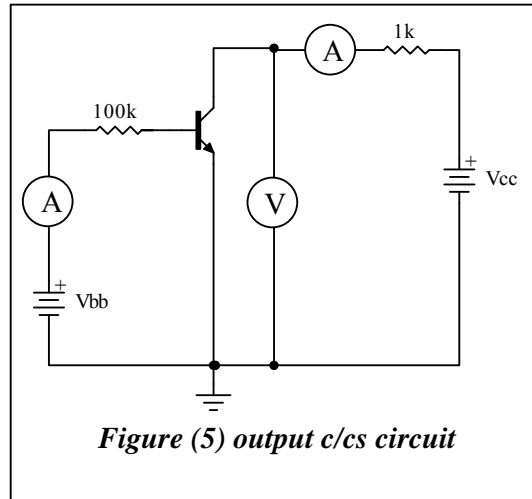 A
1k
100k
+
Vcc
A
V
+
Vbb
Figure (5) output c/cs circuit